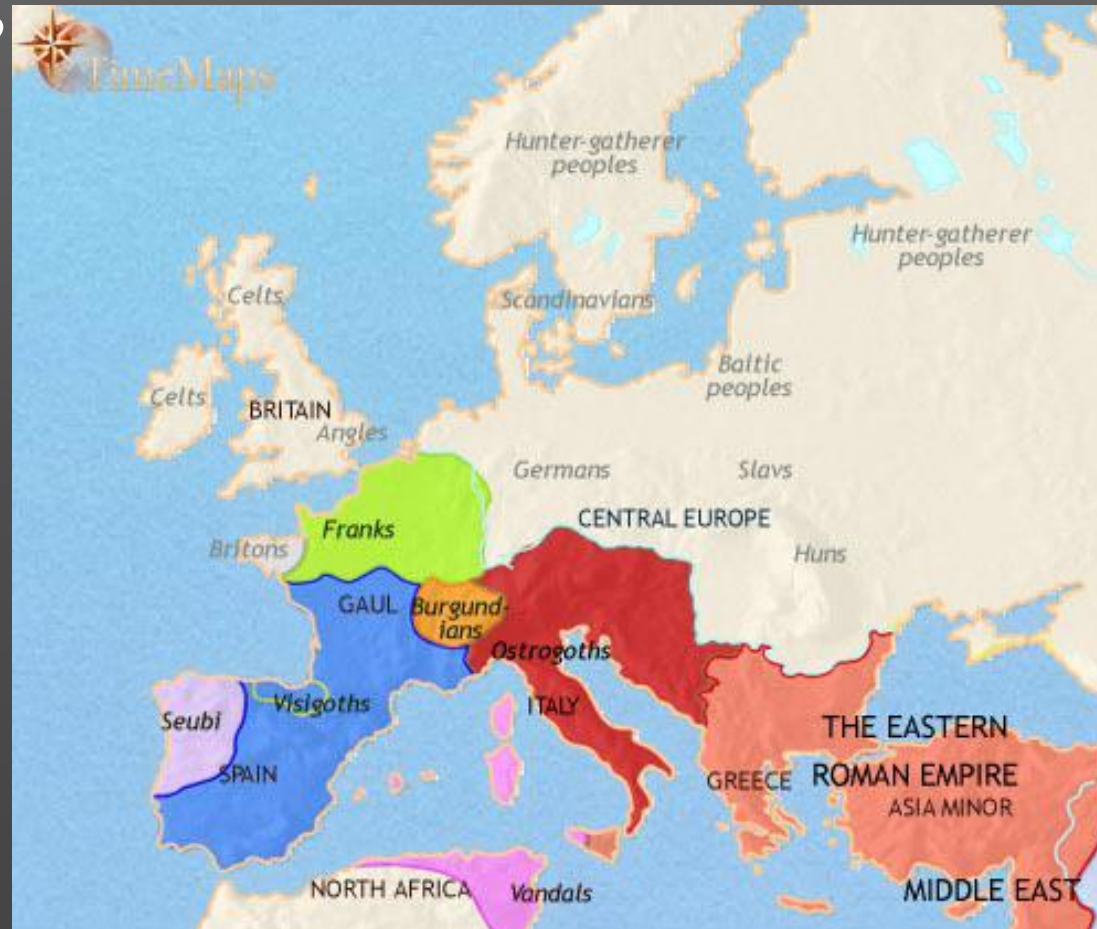 TimeMaps
Hunter-gatherer
peoples
Hunter-gatherer
peoples
Celts
Scandinavians
Baltic
peoples
Celts
BRITAIN
Angles
Germans
Slavs
CENTRAL EUROPE
Franks
Britons
Huns
GAUL
Burgund-
ians
Ostrogoths
Visigoths
ITALY
Seubi
SPAIN
THE EASTERN
ROMAN EMPIRE
GREECE
ASIA MINOR
NORTH AFRICA
Vandals
MIDDLE EAST